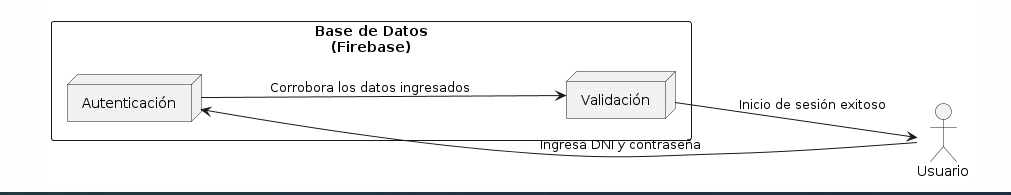 Base de Datos
(Firebase)
Corrobora los datos ingresados
Autenticación
Validación
Inicio de sesión exitoso
Ingresa DNI y contraseña
Usuario